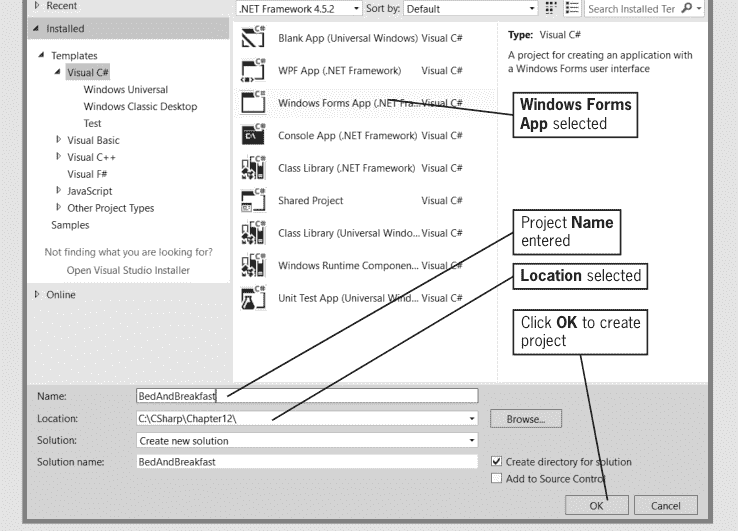 Recent
.NET Framework 4.5.2 Sort by: Default Search Installed Ter
Installed
Templates
Visual C#
Windows Universal
Windows Classic Desktop
Test
Visual Basic
Visual C++
Visual F#
JavaScript
Other Project Types
Samples
Not finding what you are looking for?
Open Visual Studio Installer
Online
Blank App (Universal Windows) Visual C#
WPF App (.NET Framework) Visual C#
Windows Forms App (.NET Fra... Visual C#
Console App (.NET Framework) Visual C#
Class Library (.NET Framework) Visual C#
Shared Project Visual C#
Class Library (Universal Windo... Visual C#
Windows Runtime Componen... Visual C#
Unit Test App (Universal Wind... Visual C#
Type: Visual C#
A project for creating an application with
a Windows Forms user interface
Windows Forms
App selected
Project Name
entered
Location selected
Click OK to create
project
Name: BedAndBreakfast
Location: C:\CSharp\Chapter12\ Browse...
Solution: Create new solution
Solution name: BedAndBreakfast
Create directory for solution
Add to Source Control
OK Cancel